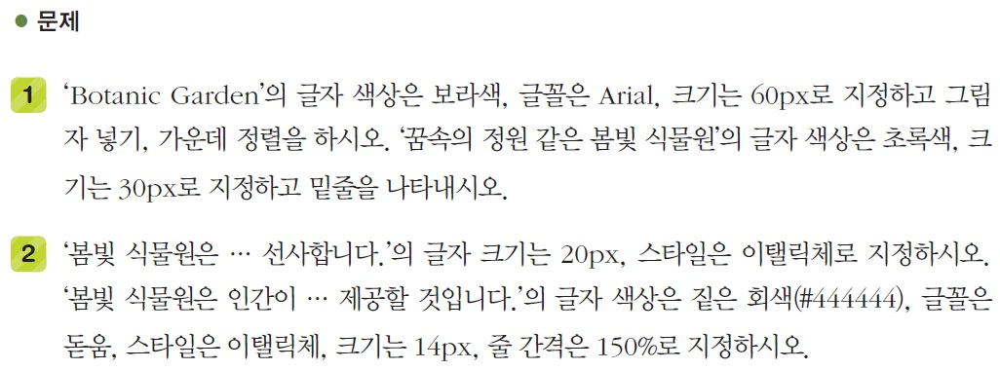 ● 문제
1 ‘Botanic Garden’의 글자 색상은 보라색, 글꼴은 Arial, 크기는 60px로 지정하고 그림
자 넣기, 가운데 정렬을 하시오. ‘꿈속의 정원 같은 봄빛 식물원’의 글자 색상은 초록색, 크
기는 30px로 지정하고 밑줄을 나타내시오.
2 ‘봄빛 식물원은 … 선사합니다.’의 글자 크기는 20px, 스타일은 이탤릭체로 지정하시오.
‘봄빛 식물원은 인간이 … 제공할 것입니다.’의 글자 색상은 짙은 회색(#444444), 글꼴은
돋움, 스타일은 이탤릭체, 크기는 14px, 줄 간격은 150%로 지정하시오.